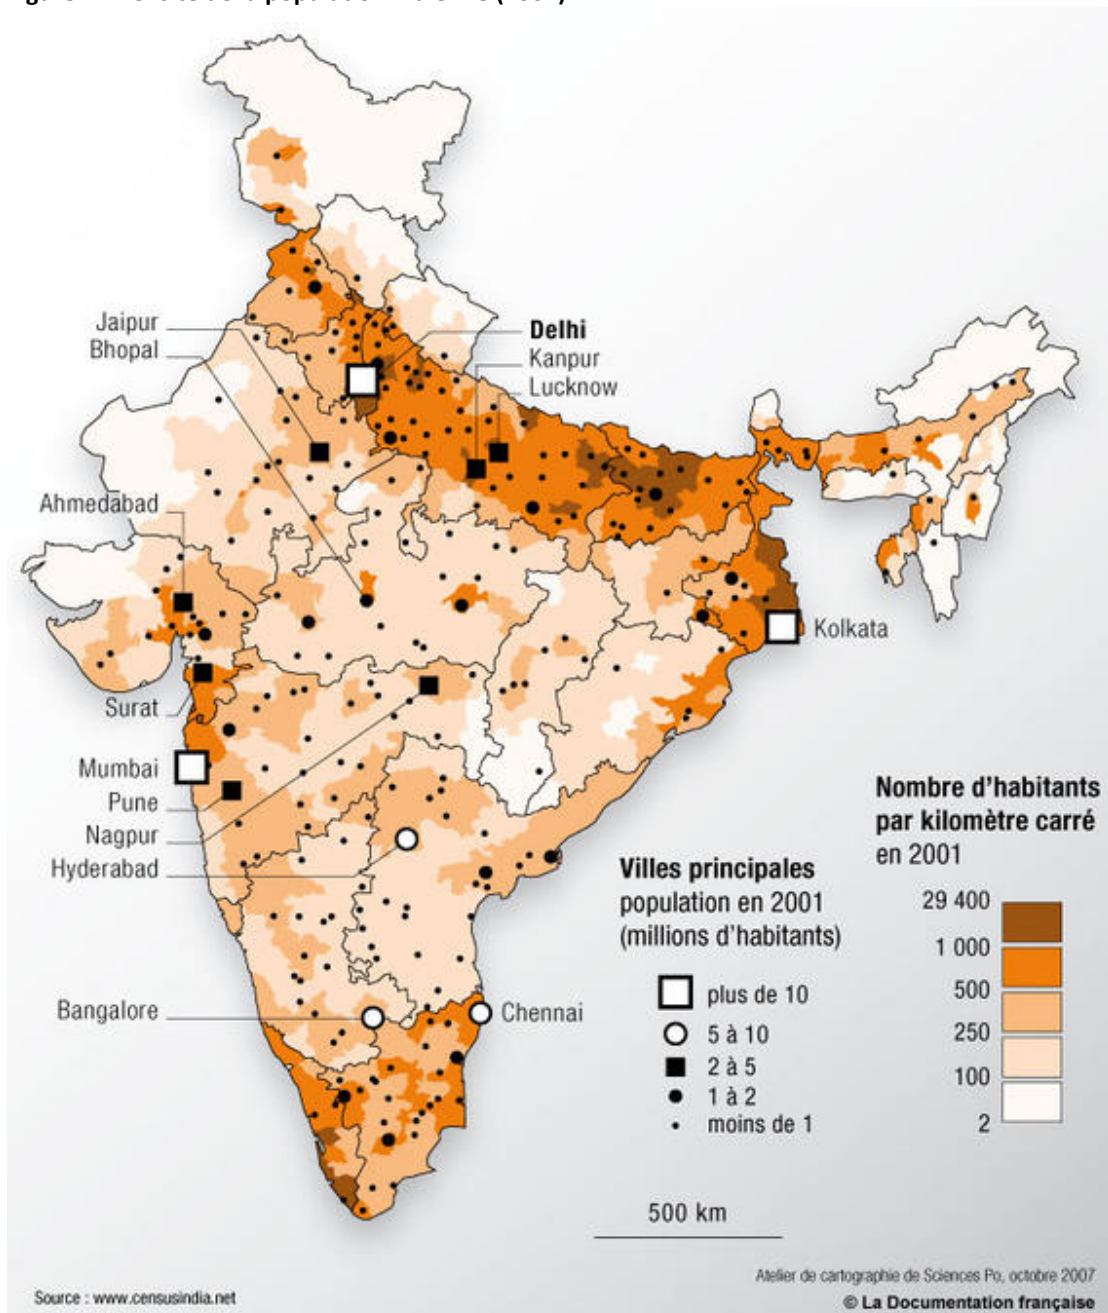 Jaipur
Bhopal
Delhi
Kanpur
Lucknow
Ahmedabad
Kolkata
Surat
Mumbai
Pune
Nagpur
Hyderabad
Bangalore
Chennai
Nombre d'habitants
par kilomètre carré
en 2001
29 400
1 000
500
250
100
2
Villes principales
population en 2001
(millions d'habitants)
plus de 10
5 à 10
2 à 5
1 à 2
moins de 1
500 km
Atelier de cartographie de Sciences Po, octobre 2007
Source : www.censusindia.net
© La Documentation française